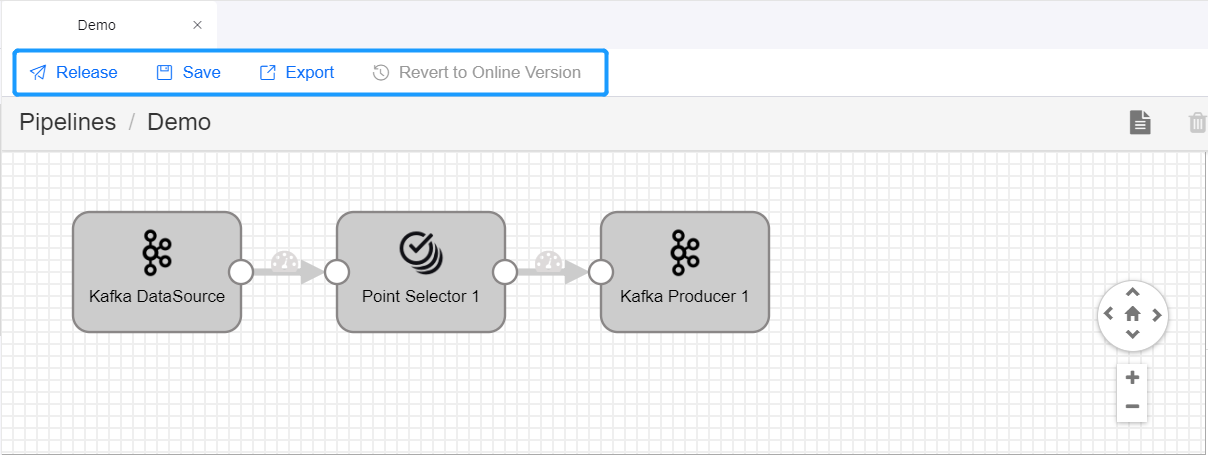 Demo
Release Save Export Revert to Online Version
Pipelines / Demo
Kafka DataSource Point Selector 1 Kafka Producer 1